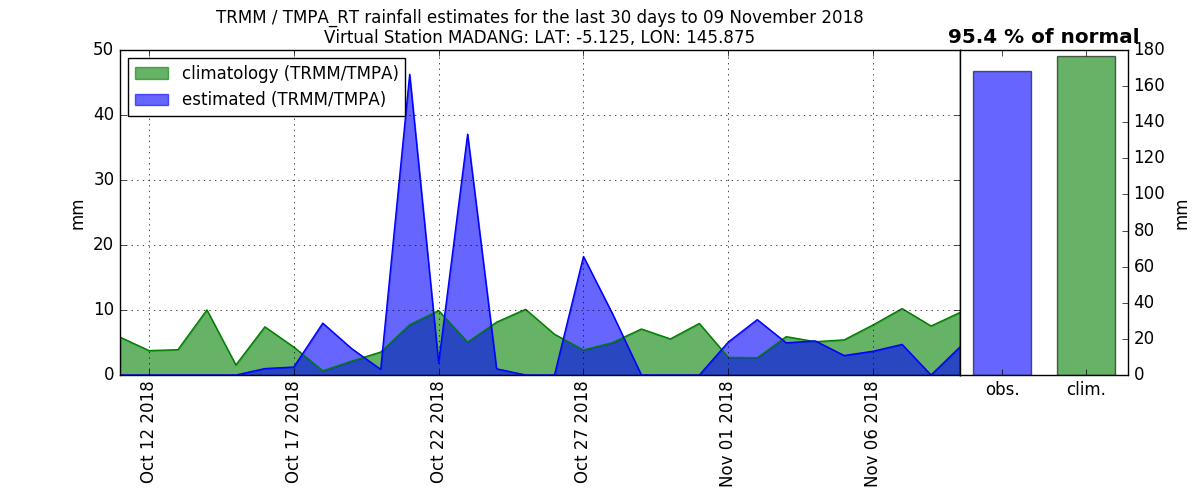 TRMM / TMPA_RT rainfall estimates for the last 30 days to 09 November 2018
Virtual Station MADANG: LAT: -5.125, LON: 145.875
95.4 % of normal
climatology (TRMM/TMPA)
estimated (TRMM/TMPA)
mm
50
40
30
20
10
0
Oct 12 2018
Oct 17 2018
Oct 22 2018
Oct 27 2018
Nov 01 2018
Nov 06 2018
obs.
clim.
180
160
140
120
100
80
60
40
20
0
mm